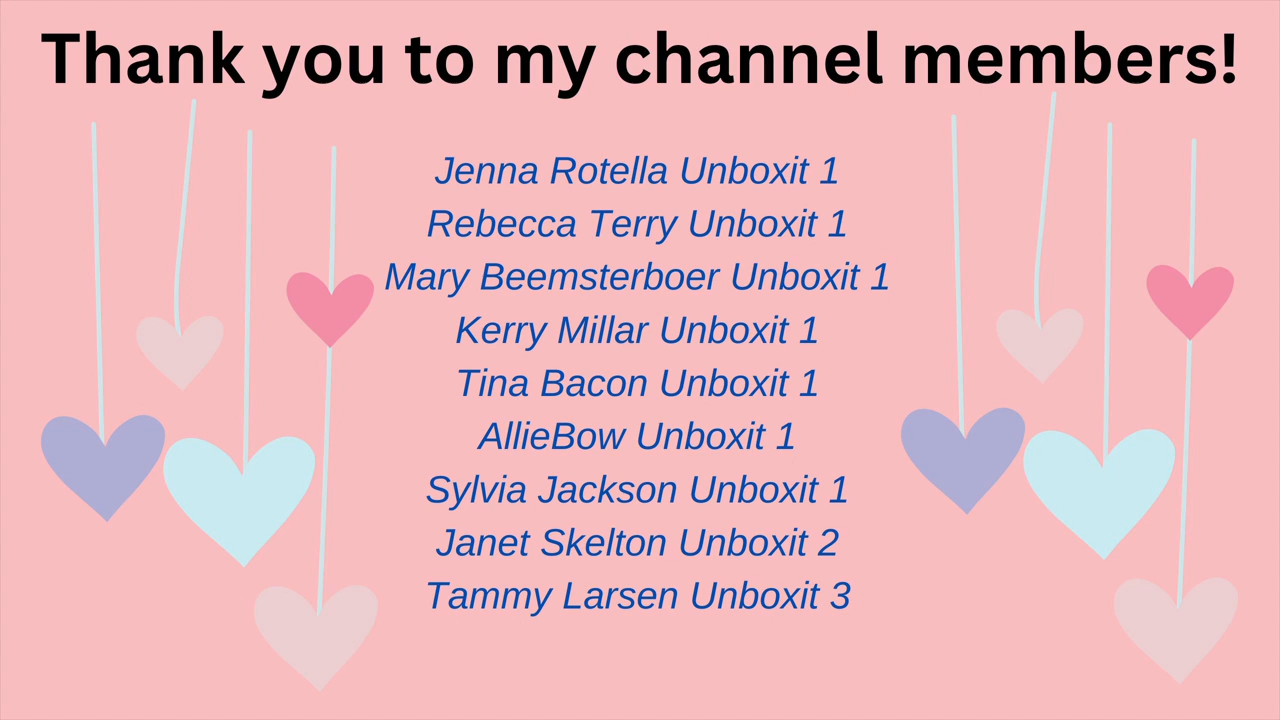 Thank you to my channel members!
Jenna Rotella Unboxit 1
Rebecca Terry Unboxit 1
Mary Beemsterboer Unboxit 1
Kerry Millar Unboxit 1
Tina Bacon Unboxit 1
AllieBow Unboxit 1
Sylvia Jackson Unboxit 1
Janet Skelton Unboxit 2
Tammy Larsen Unboxit 3